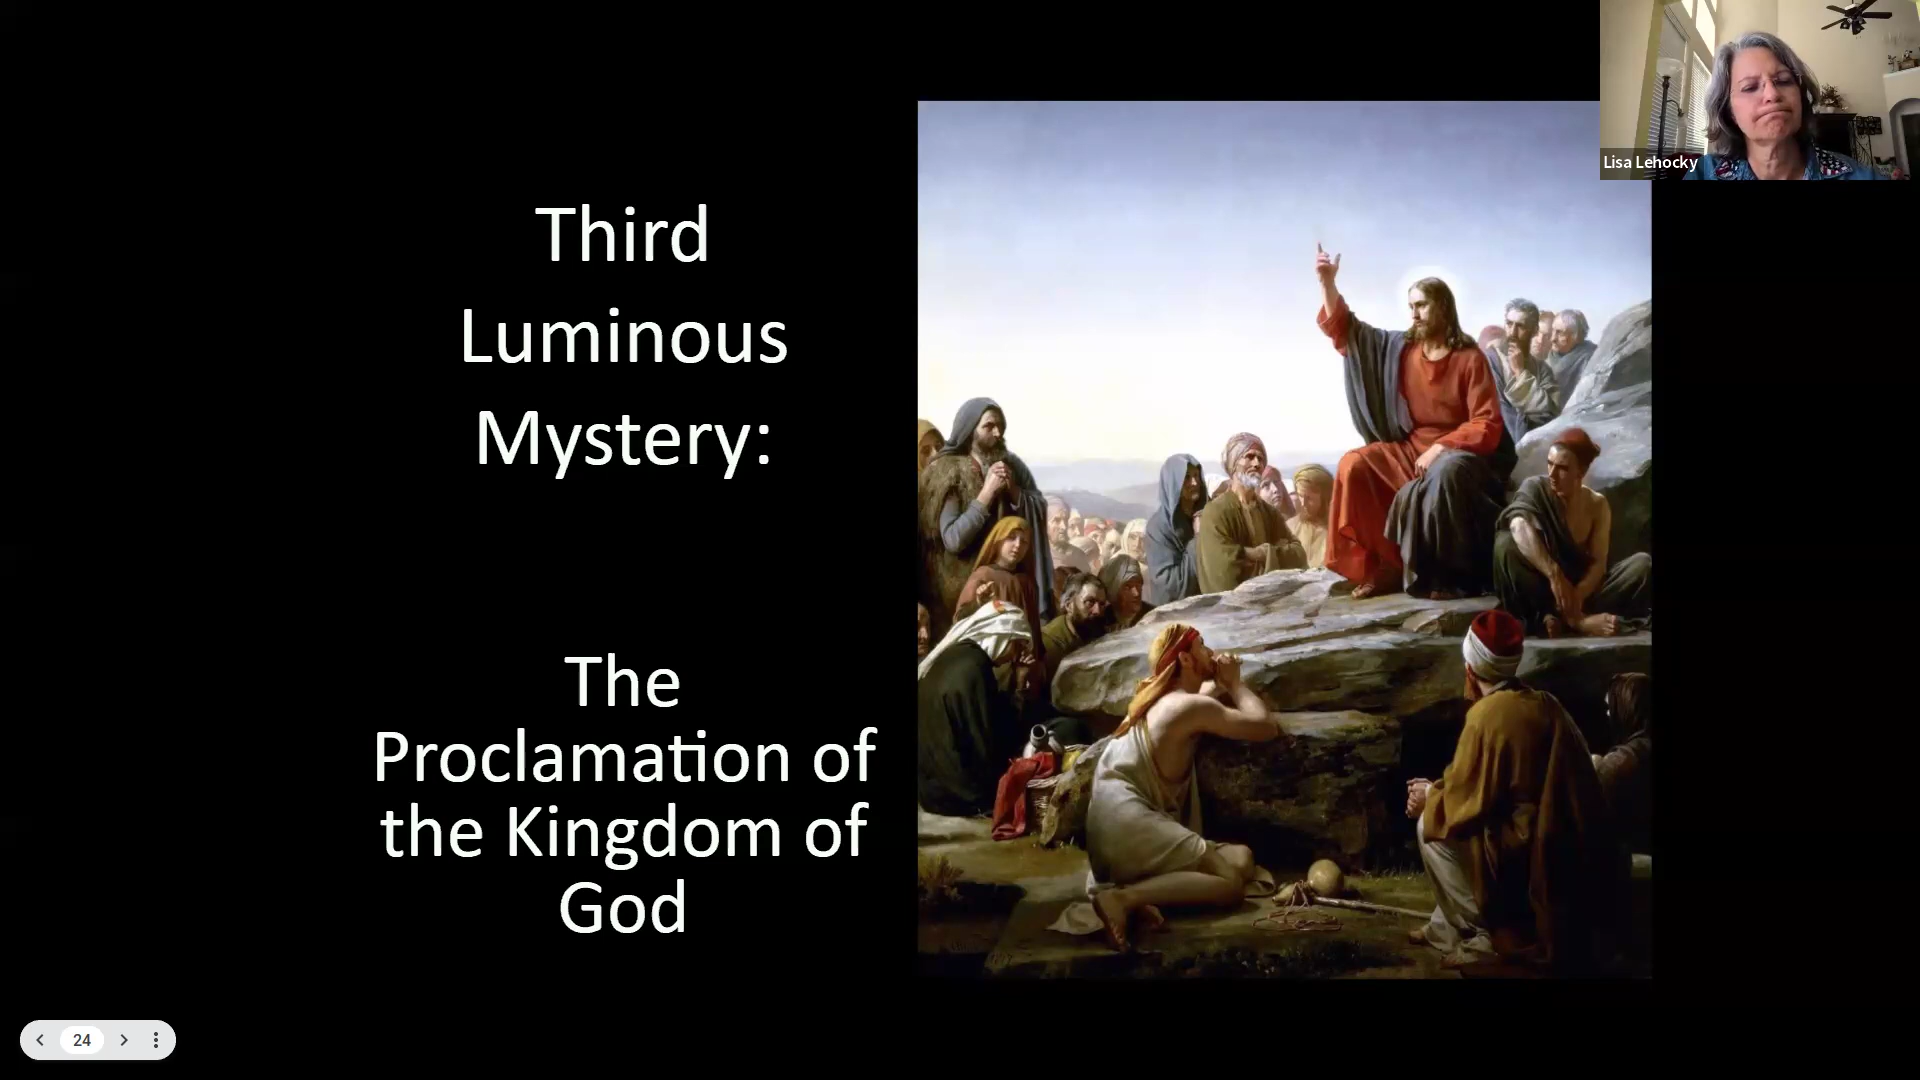 Third
Luminous
Mystery:
The
Proclamation of
the Kingdom of
God
Lisa Lehocky
24